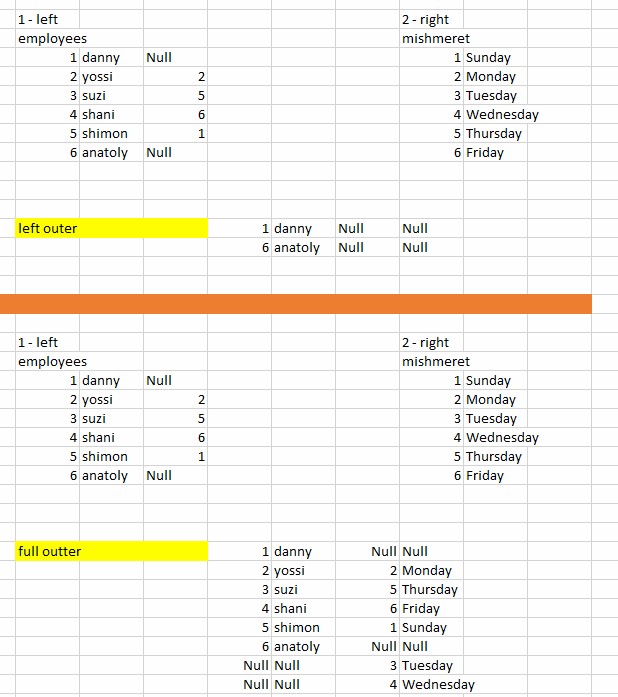 1 - left 2 - right
employees mishmeret
1 danny Null 1 Sunday
2 yossi 2 2 Monday
3 suzi 5 3 Tuesday
4 shani 6 4 Wednesday
5 shimon 1 5 Thursday
6 anatoly Null 6 Friday
left outer 1 danny Null Null
6 anatoly Null Null
1 - left 2 - right
employees mishmeret
1 danny Null 1 Sunday
2 yossi 2 2 Monday
3 suzi 5 3 Tuesday
4 shani 6 4 Wednesday
5 shimon 1 5 Thursday
6 anatoly Null 6 Friday
full outter 1 danny Null Null
2 yossi 2 Monday
3 suzi 5 Thursday
4 shani 6 Friday
5 shimon 1 Sunday
6 anatoly Null Null
Null Null 3 Tuesday
Null Null 4 Wednesday